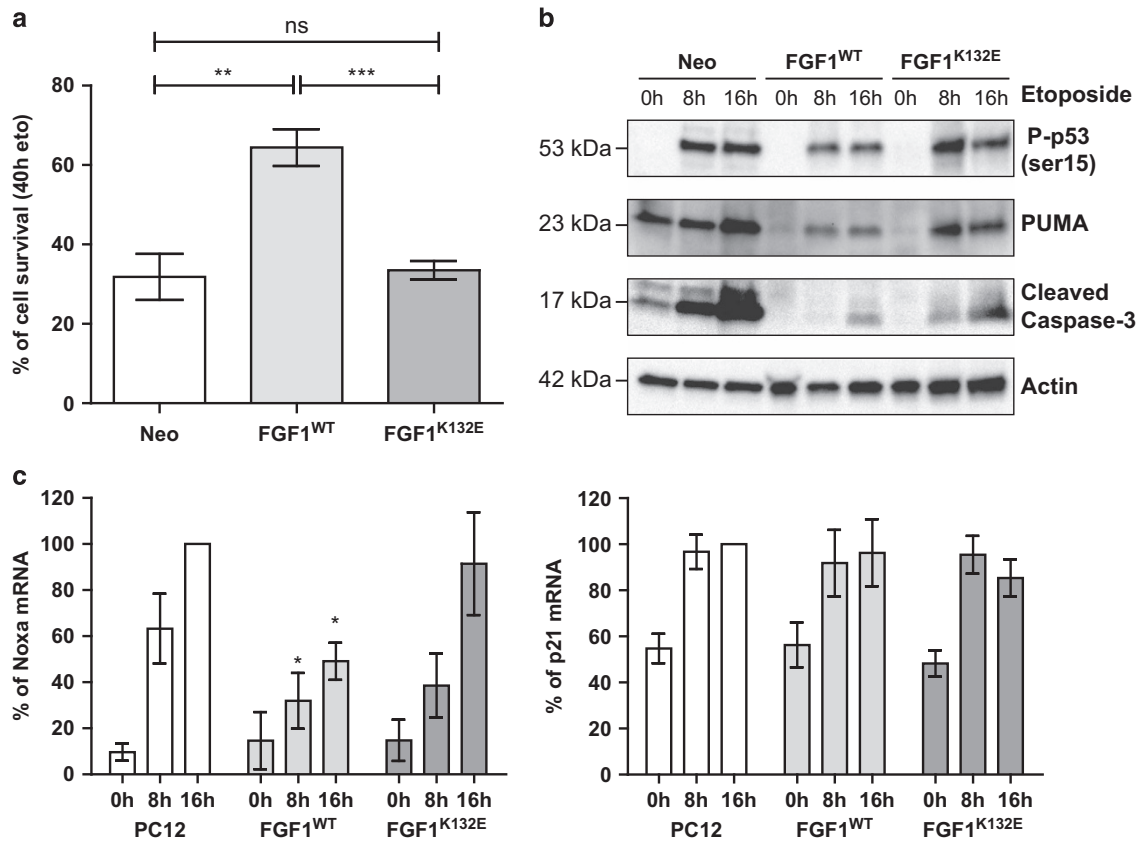 a
ns
**
***
80
60
40
20
0
% of cell survival (40h eto)
Neo
FGF1WT
FGF1K132E
b
Neo FGF1WT FGF1K132E
0h 8h 16h 0h 8h 16h 0h 8h 16h Etoposide
53 kDa P-p53
(ser15)
23 kDa PUMA
17 kDa Cleaved
Caspase-3
42 kDa Actin
c
120
100
80
60
40
20
0
% of Noxa mRNA
*
*
0h 8h 16h 0h 8h 16h 0h 8h 16h
PC12 FGF1WT FGF1K132E
120
100
80
60
40
20
0
% of p21 mRNA
0h 8h 16h 0h 8h 16h 0h 8h 16h
PC12 FGF1WT FGF1K132E